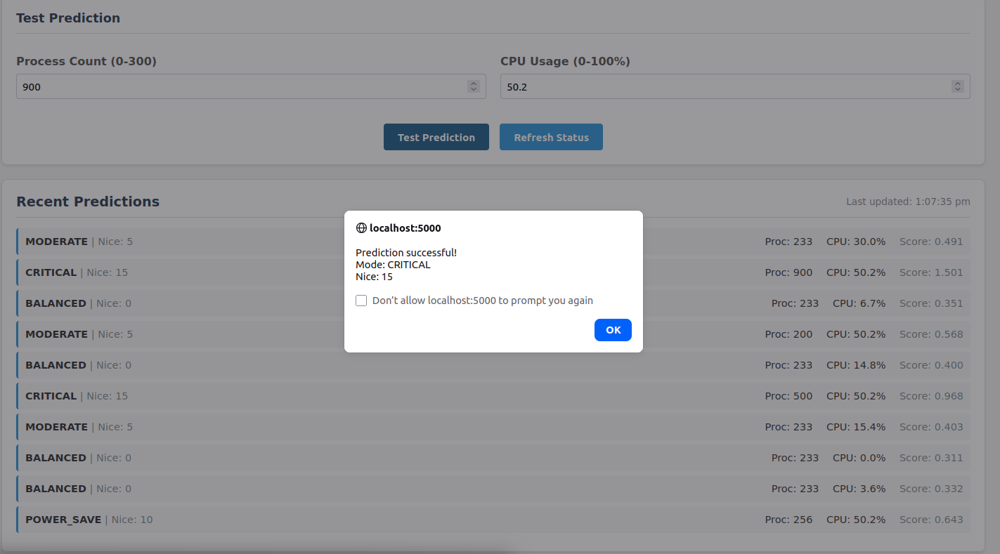 Test Prediction
Process Count (0-300) CPU Usage (0-100%)
900 50.2
Test Prediction Refresh Status
Recent Predictions Last updated: 1:07:35 pm
localhost:5000
Prediction successful!
Mode: CRITICAL
Nice: 15
Don’t allow localhost:5000 to prompt you again
OK
MODERATE | Nice: 5 Proc: 233 CPU: 30.0% Score: 0.491
CRITICAL | Nice: 15 Proc: 900 CPU: 50.2% Score: 1.501
BALANCED | Nice: 0 Proc: 233 CPU: 6.7% Score: 0.351
MODERATE | Nice: 5 Proc: 200 CPU: 50.2% Score: 0.568
BALANCED | Nice: 0 Proc: 233 CPU: 14.8% Score: 0.400
CRITICAL | Nice: 15 Proc: 500 CPU: 50.2% Score: 0.968
MODERATE | Nice: 5 Proc: 233 CPU: 15.4% Score: 0.403
BALANCED | Nice: 0 Proc: 233 CPU: 0.0% Score: 0.311
BALANCED | Nice: 0 Proc: 233 CPU: 3.6% Score: 0.332
POWER_SAVE | Nice: 10 Proc: 256 CPU: 50.2% Score: 0.643